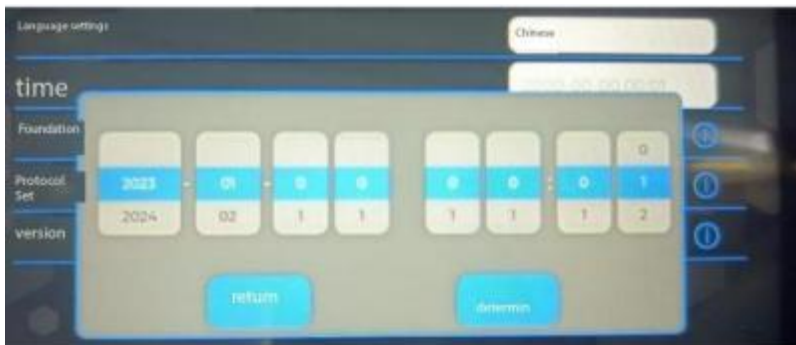 Language settings
Chinese
time
Foundation
0
2023 - 01 - 0 0 0 0 : 0 1
2024 02 1 1 1 1 1 2
Protocol
Set
version
return
determin